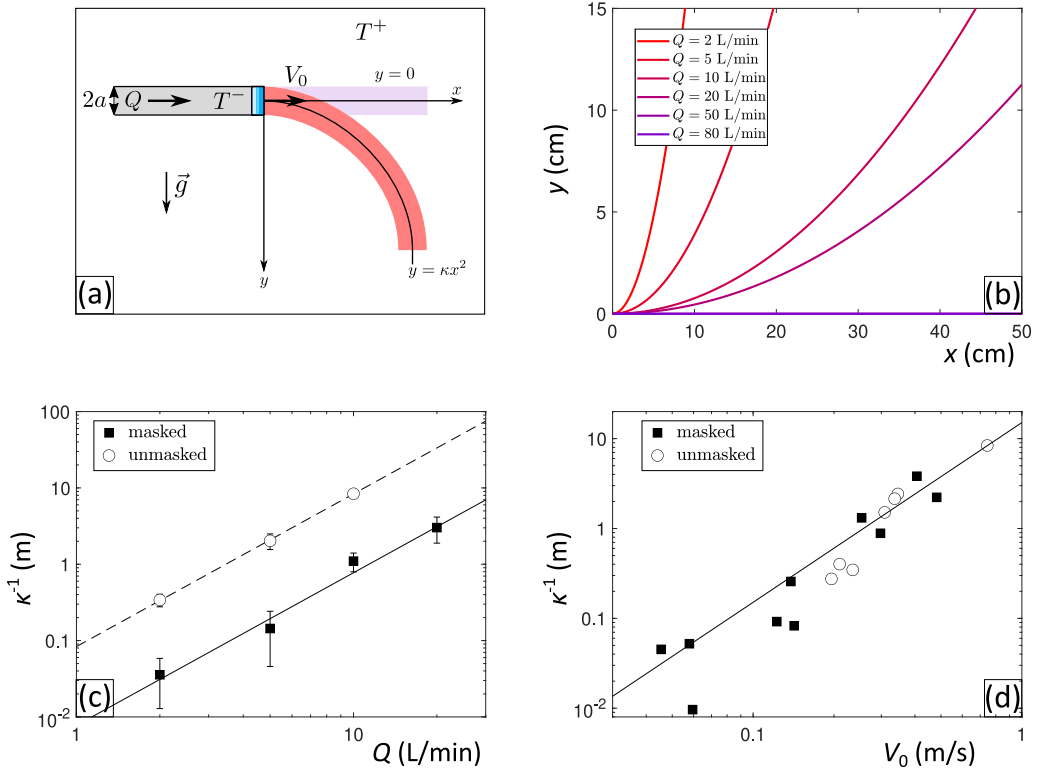 T⁺
2a
Q
T⁻
V₀
y = 0
x
g⃗
y
y = κx²
(a)
15
10
5
0
y (cm)
Q = 2 L/min
Q = 5 L/min
Q = 10 L/min
Q = 20 L/min
Q = 50 L/min
Q = 80 L/min
(b)
0 10 20 30 40 50
x (cm)
100
10
1
0.1
10⁻²
κ⁻¹ (m)
masked
unmasked
(c)
1 10
Q (L/min)
10
1
0.1
10⁻²
κ⁻¹ (m)
masked
unmasked
(d)
0.1 1
V₀ (m/s)